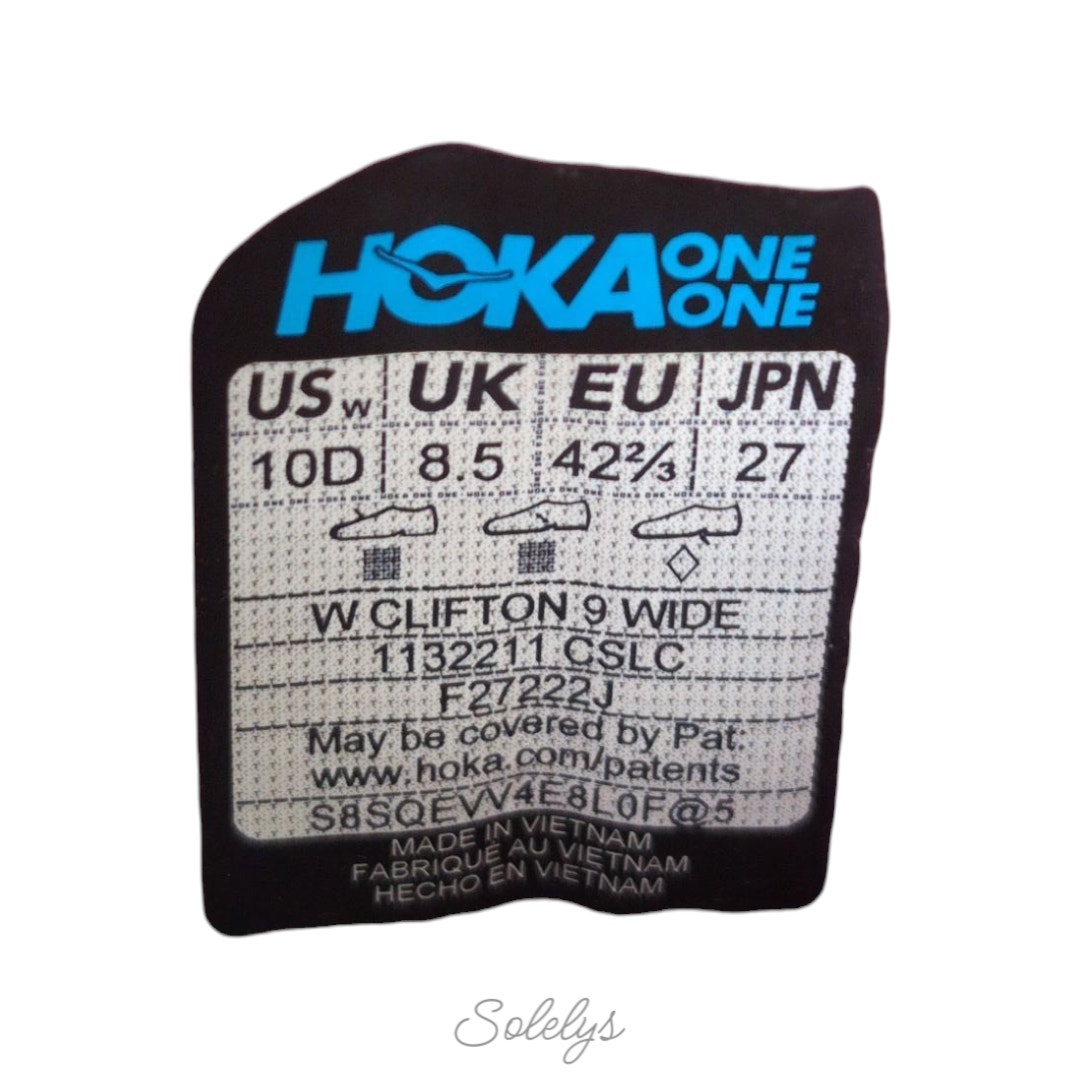 HOKA ONE ONE
US w UK EU JPN
10D 8.5 42⅔ 27
W CLIFTON 9 WIDE
1132211 CSLC
F27222J
May be covered by Pat:
www.hoka.com/patents
S8SQEVV4E8L0F@5
MADE IN VIETNAM
FABRIQUÉ AU VIETNAM
HECHO EN VIETNAM
Solelys